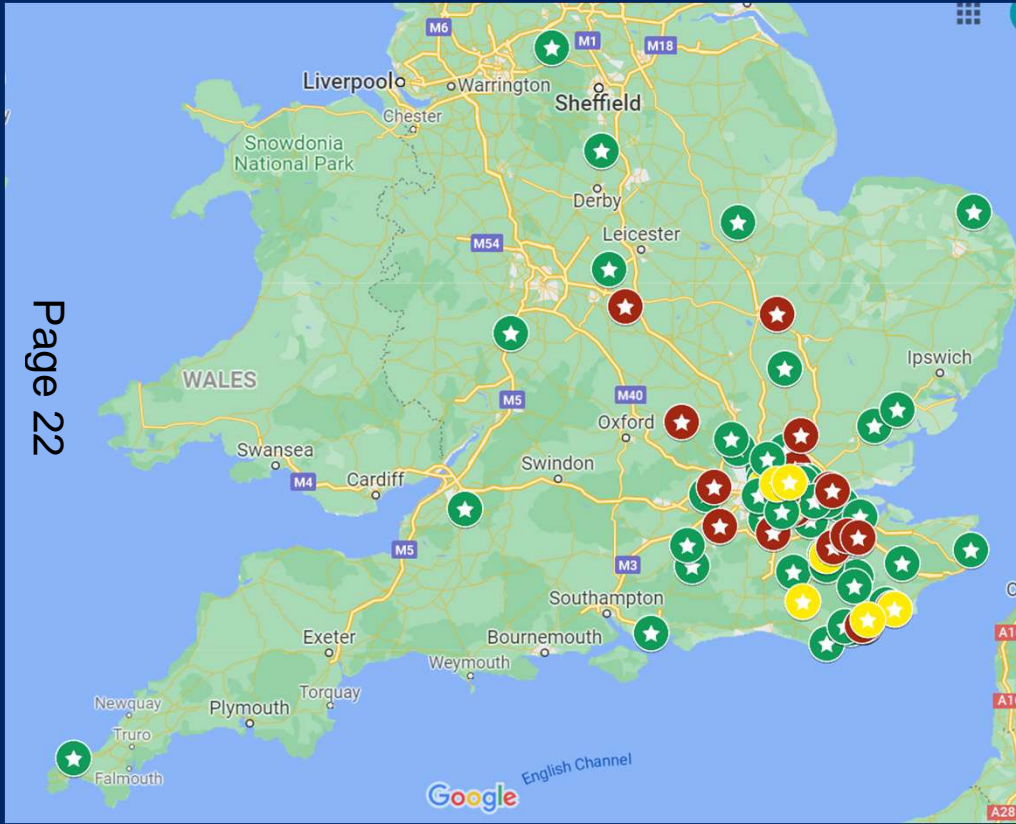 M6
M1
M18
Liverpool
Warrington
Sheffield
Chester
Snowdonia
National Park
Derby
Leicester
M54
Page 22
WALES
M5
M40
Ipswich
Oxford
Swansea
Swindon
M4
Cardiff
M5
M3
Southampton
Exeter
Bournemouth
Weymouth
Torquay
Newquay
Plymouth
Truro
Falmouth
English Channel
Google
A28